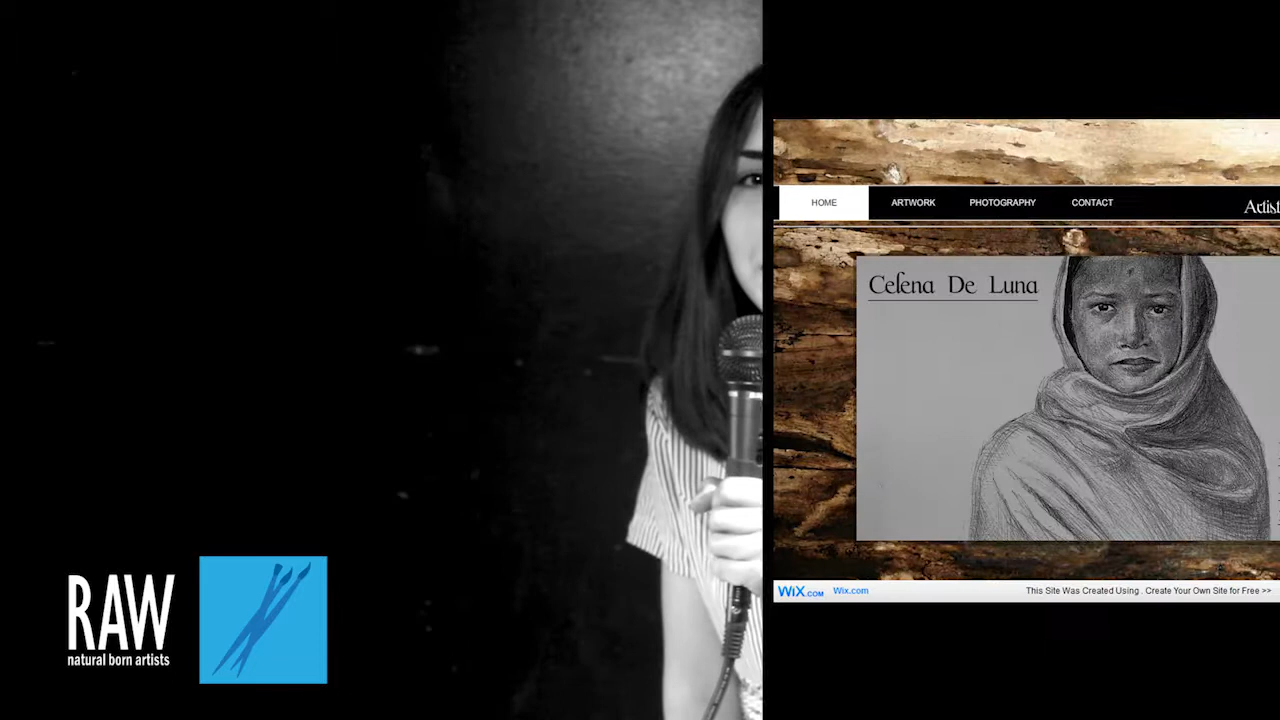 RAW
natural born artists
HOME ARTWORK PHOTOGRAPHY CONTACT Artist
Celena De Luna
WiX.COM Wix.com This Site Was Created Using . Create Your Own Site for Free >>